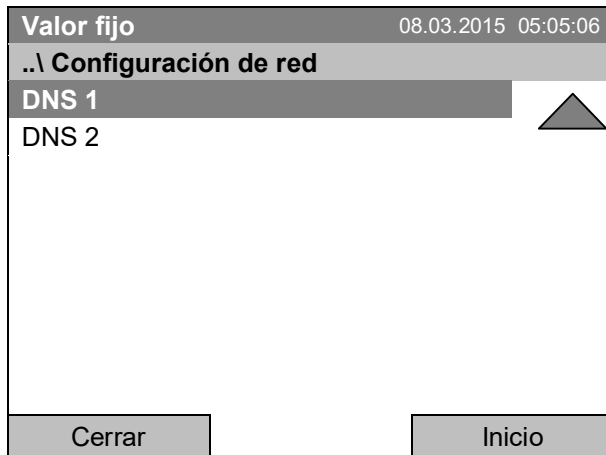 Valor fijo 08.03.2015 05:05:06
..\ Configuración de red
DNS 1
DNS 2
Cerrar Inicio